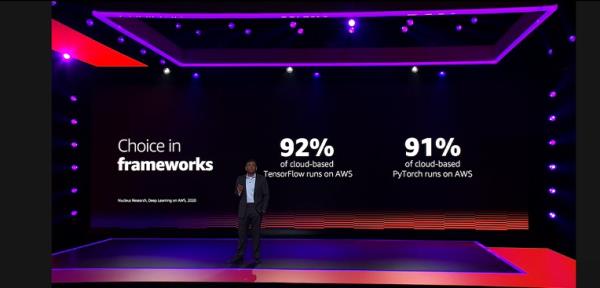 Choice in
frameworks
92%
of cloud-based
TensorFlow runs on AWS
91%
of cloud-based
PyTorch runs on AWS
Nucleus Research, Deep Learning on AWS, 2020